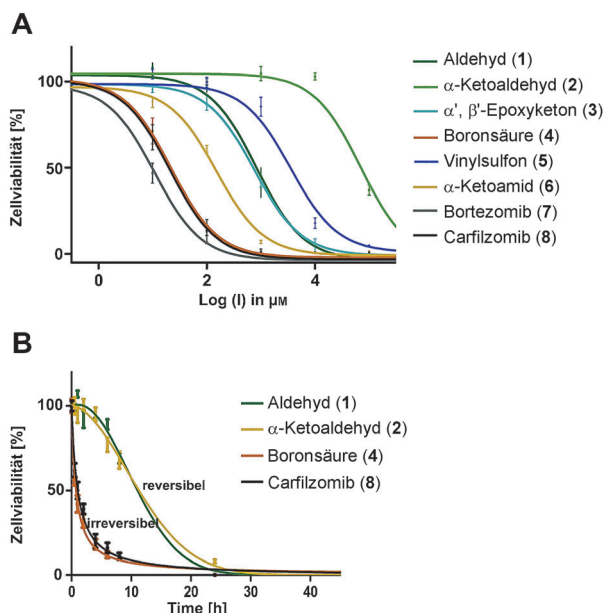 A
Zellviabilität [%]
100
50
0
0
2
4
Log (I) in µM
Aldehyd (1)
α-Ketoaldehyd (2)
α', β'-Epoxyketon (3)
Boronsäure (4)
Vinylsulfon (5)
α-Ketoamid (6)
Bortezomib (7)
Carfilzomib (8)
B
Zellviabilität [%]
100
50
0
0
10
20
30
40
Time [h]
reversibel
irreversibel
Aldehyd (1)
α-Ketoaldehyd (2)
Boronsäure (4)
Carfilzomib (8)